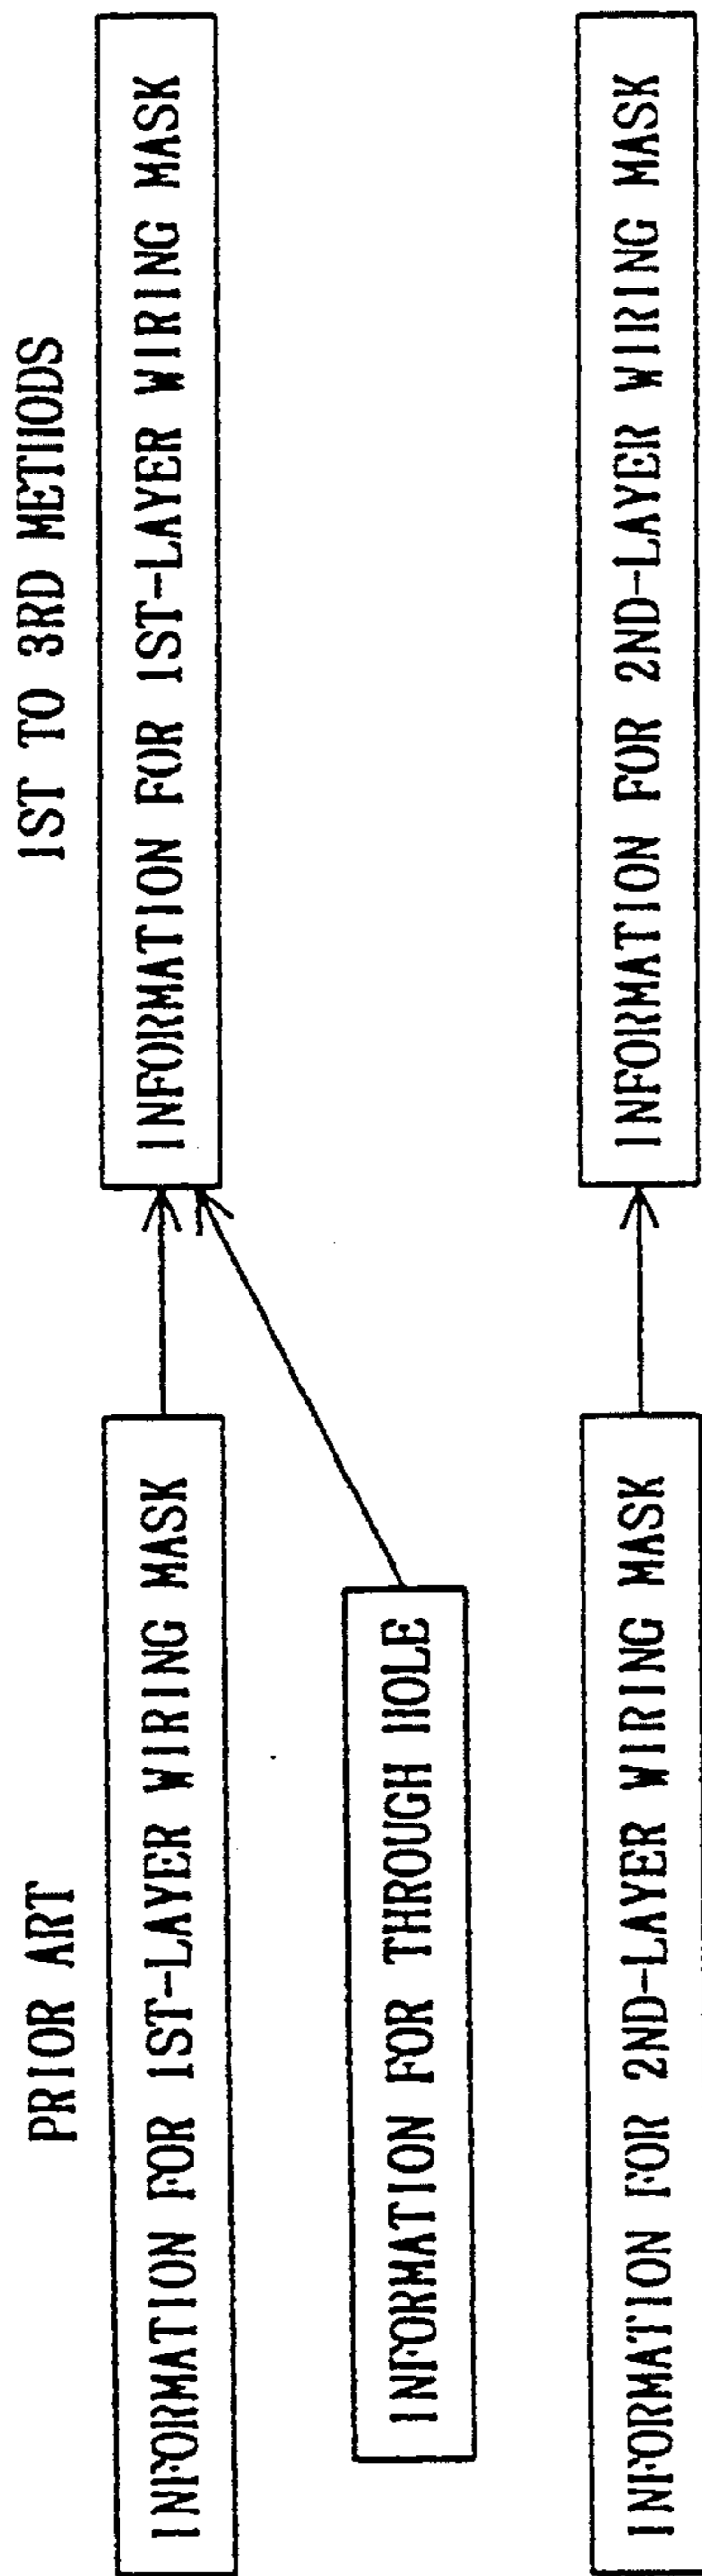 PRIOR ART
INFORMATION FOR 1ST-LAYER WIRING MASK
INFORMATION FOR THROUGH HOLE
INFORMATION FOR 2ND-LAYER WIRING MASK
1ST TO 3RD METHODS
INFORMATION FOR 1ST-LAYER WIRING MASK
INFORMATION FOR 2ND-LAYER WIRING MASK